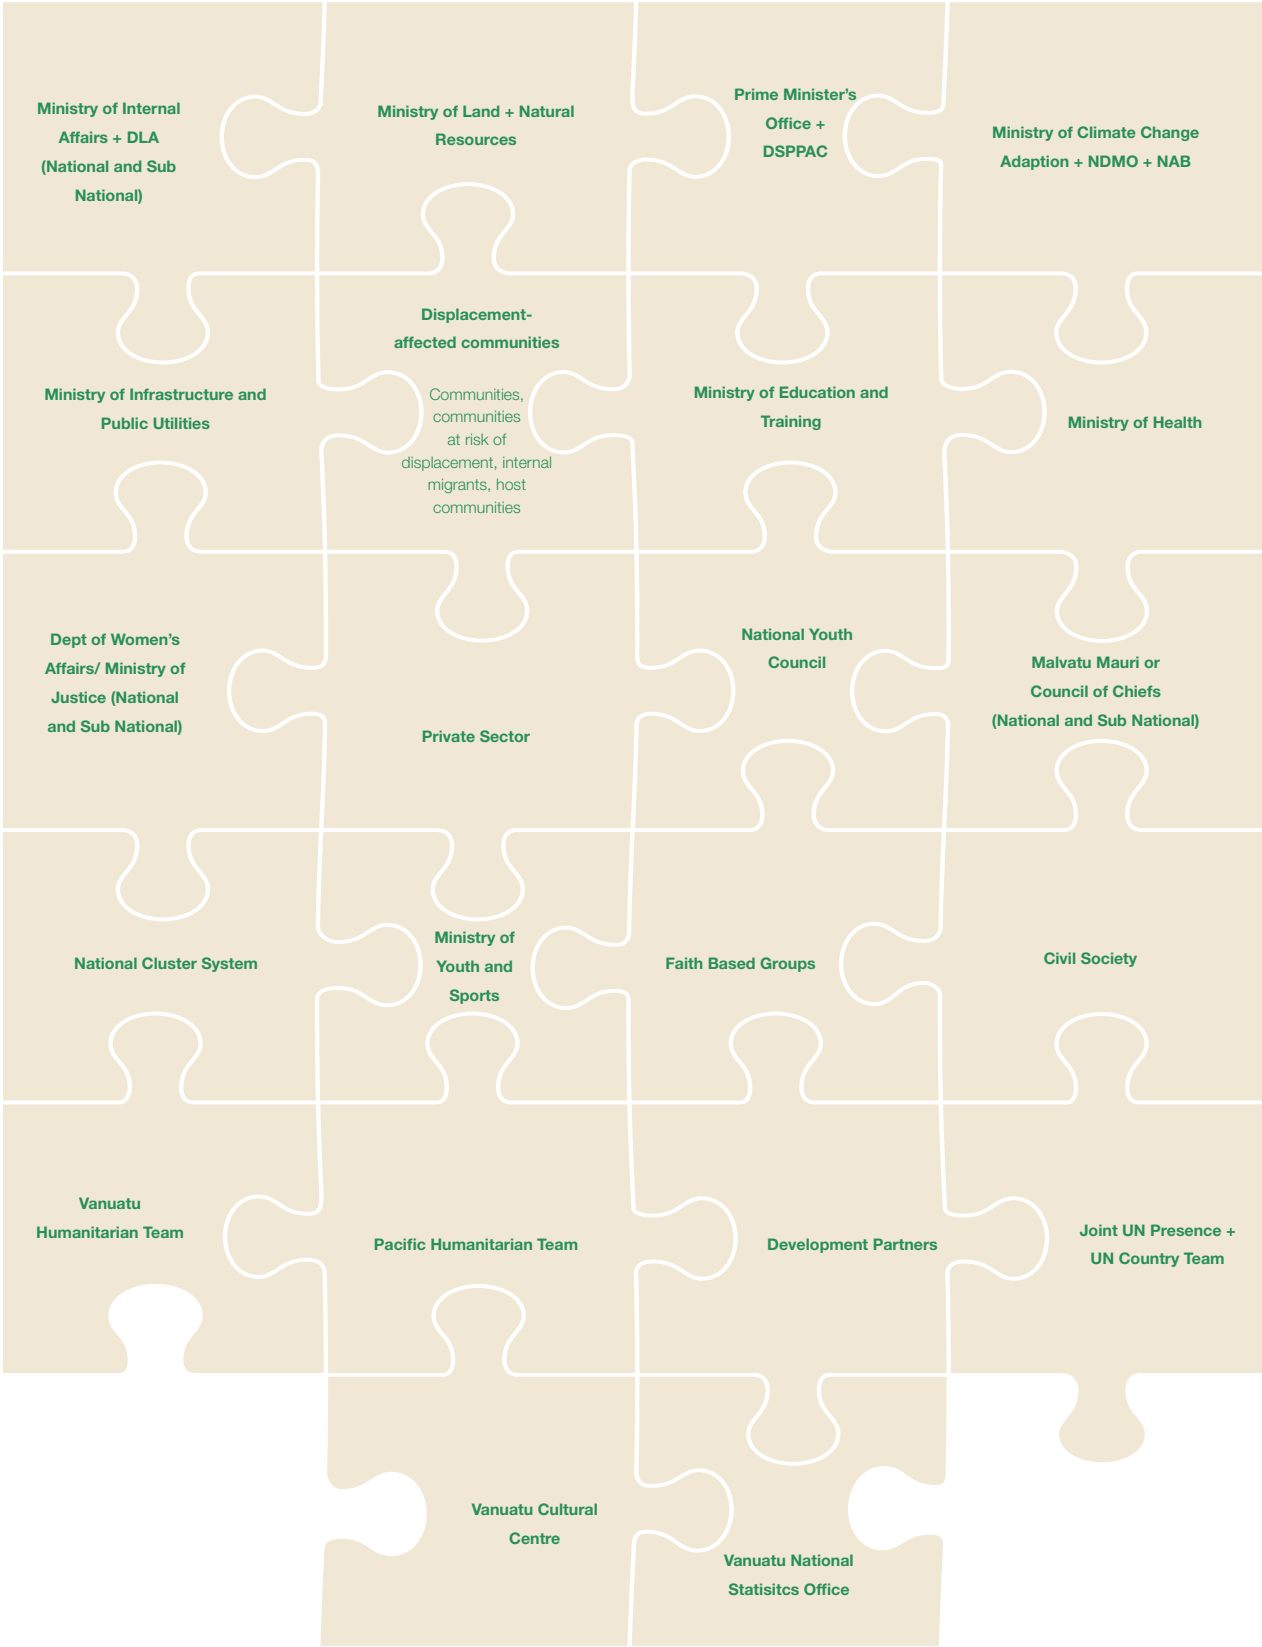 Ministry of Internal
Affairs + DLA
(National and Sub
National)
Ministry of Land + Natural
Resources
Prime Minister’s
Office +
DSPPAC
Ministry of Climate Change
Adaption + NDMO + NAB
Ministry of Infrastructure and
Public Utilities
Displacement-
affected communities
Communities,
communities
at risk of
displacement, internal
migrants, host
communities
Ministry of Education and
Training
Ministry of Health
Dept of Women’s
Affairs/ Ministry of
Justice (National
and Sub National)
Private Sector
National Youth
Council
Malvatu Mauri or
Council of Chiefs
(National and Sub National)
National Cluster System
Ministry of
Youth and
Sports
Faith Based Groups
Civil Society
Vanuatu
Humanitarian Team
Pacific Humanitarian Team
Development Partners
Joint UN Presence +
UN Country Team
Vanuatu Cultural
Centre
Vanuatu National
Statisitcs Office